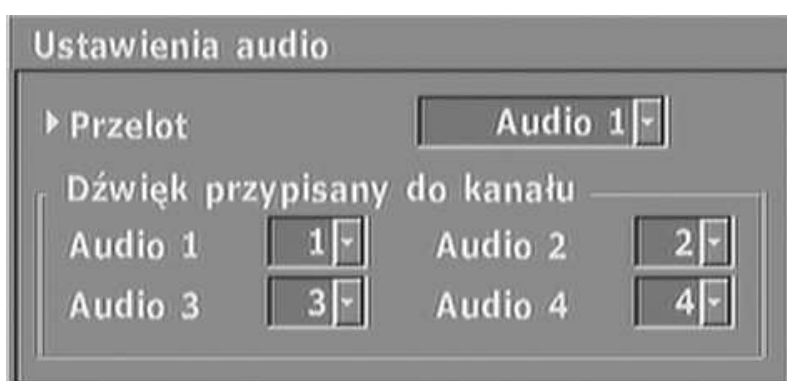 Ustawienia audio
Przelot Audio 1
Dźwięk przypisany do kanału
Audio 1 1 Audio 2 2
Audio 3 3 Audio 4 4